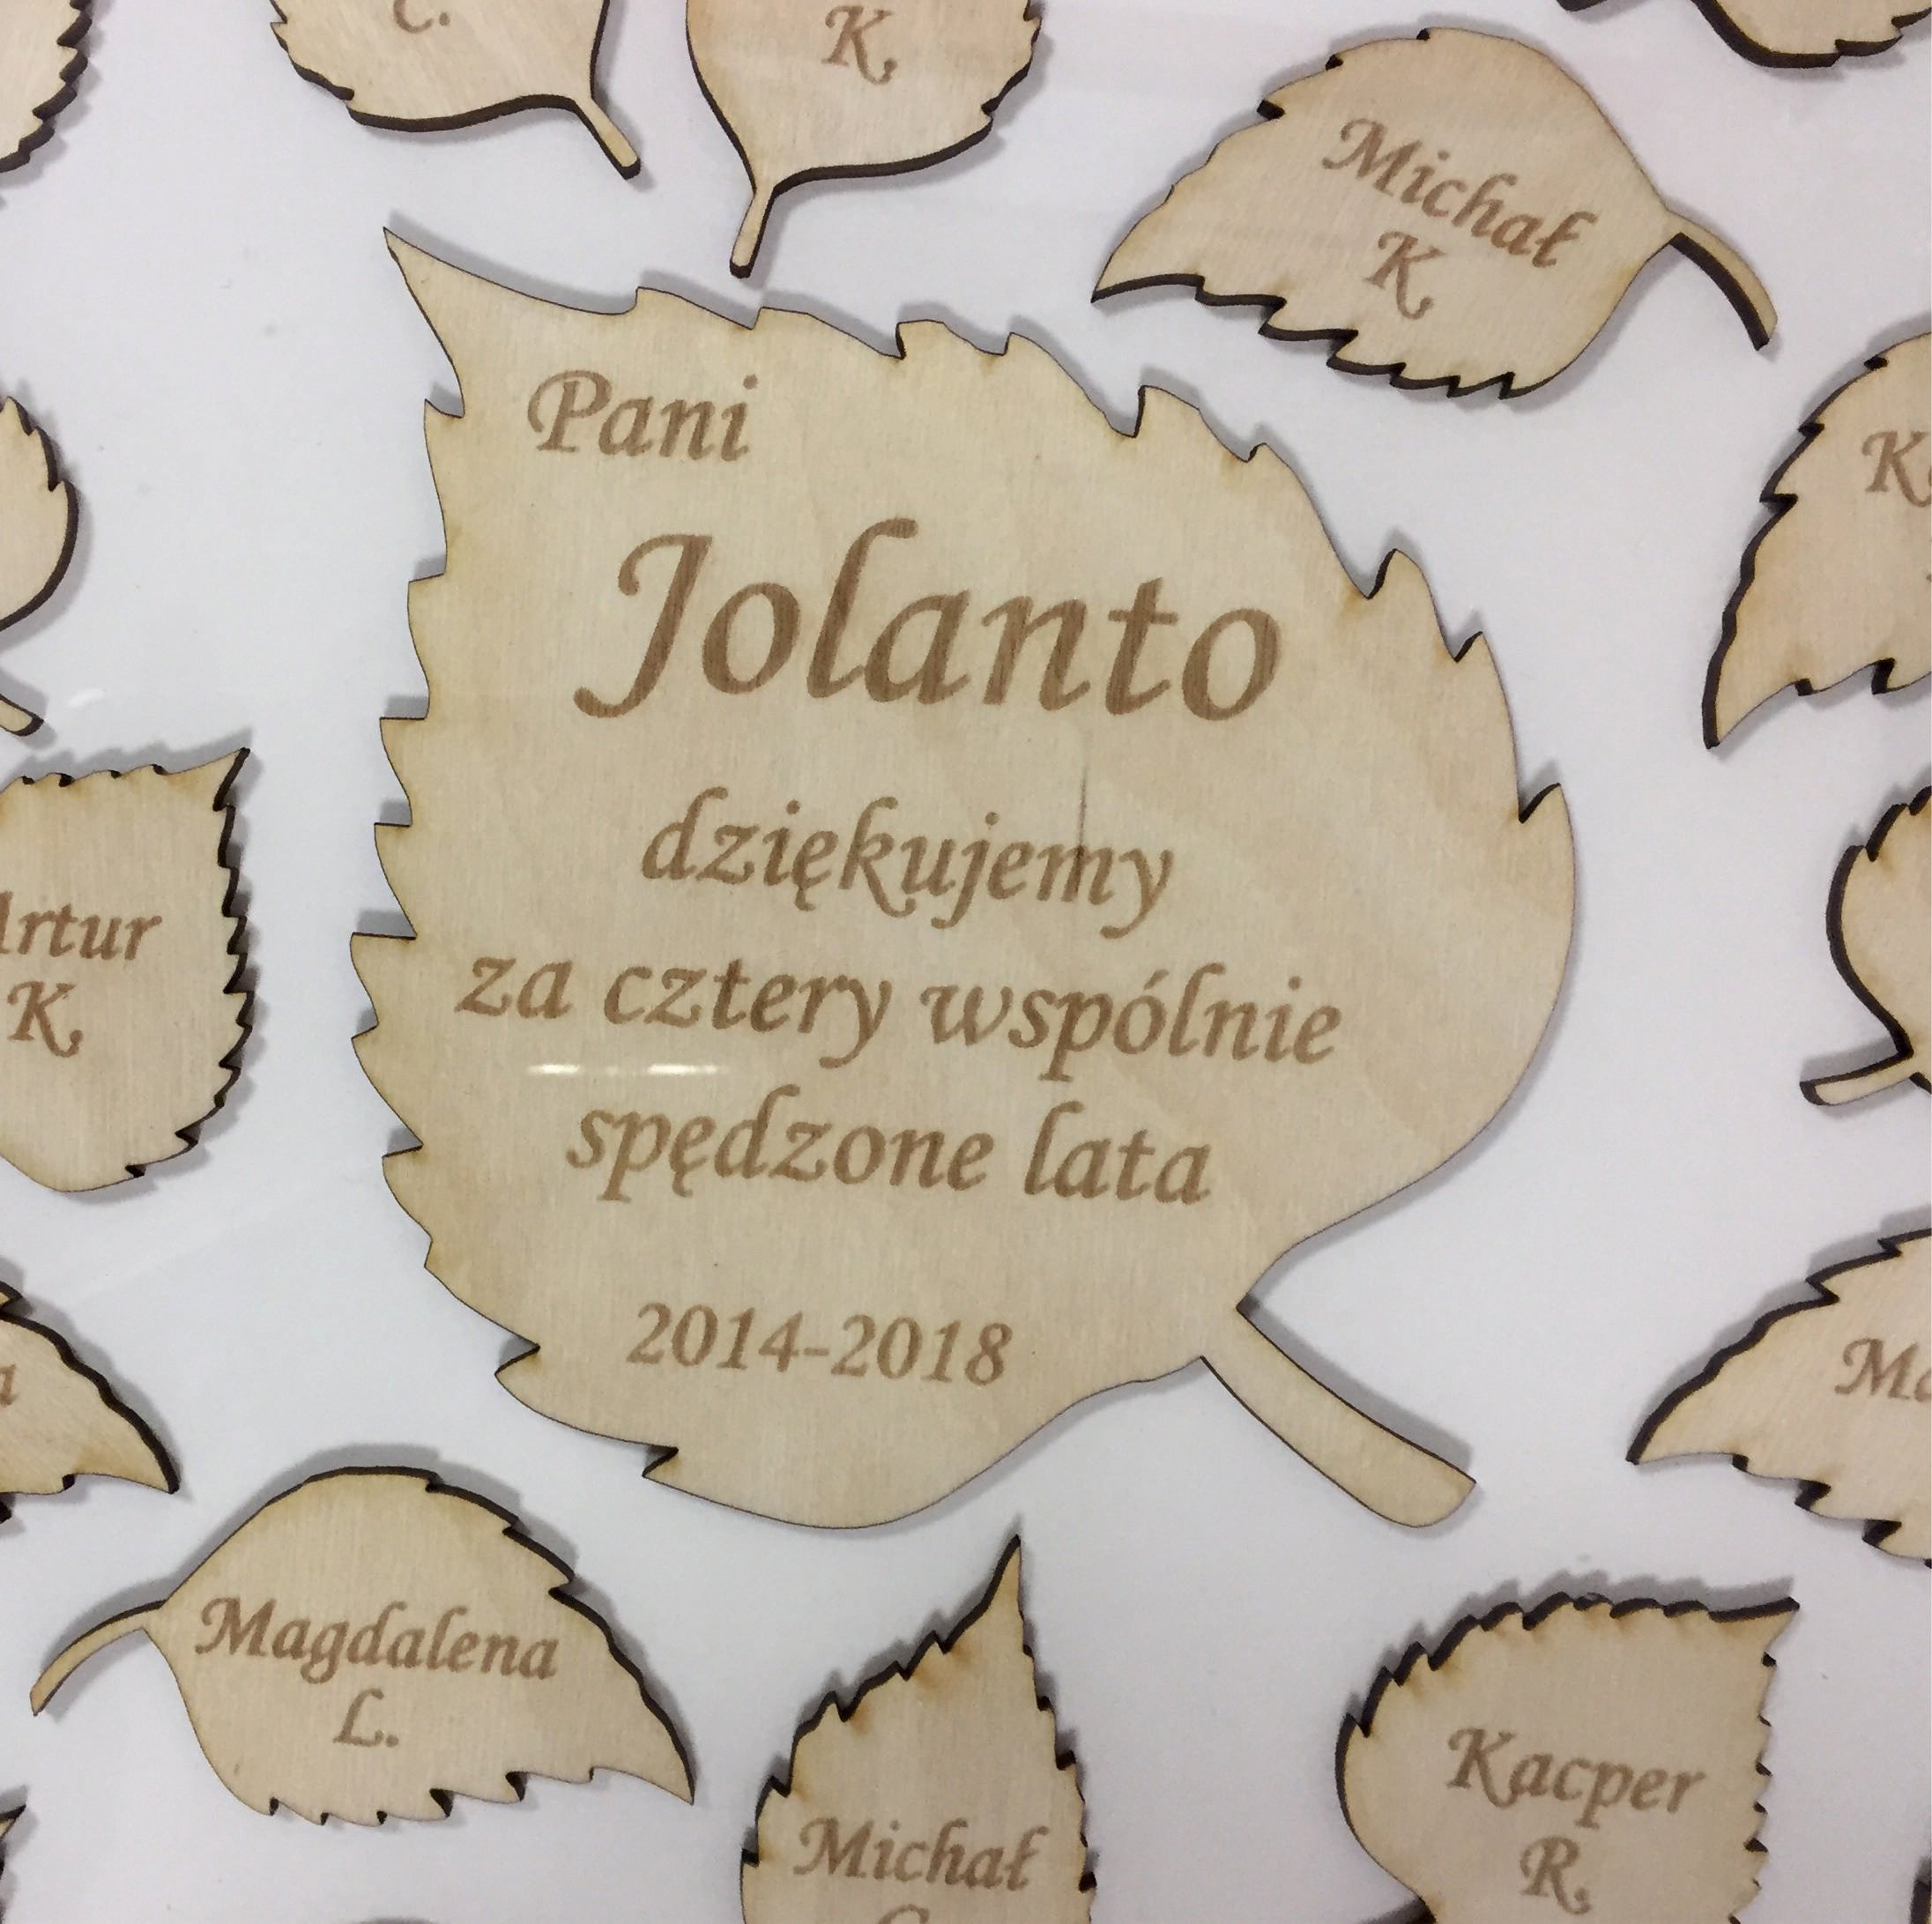 C.
K.
Michał
K.
Pani
Jolanto
dziękujemy
za cztery wspólnie
spędzone lata
2014-2018
Artur
K.
Magdalena
L.
Michał
Kacper
R.